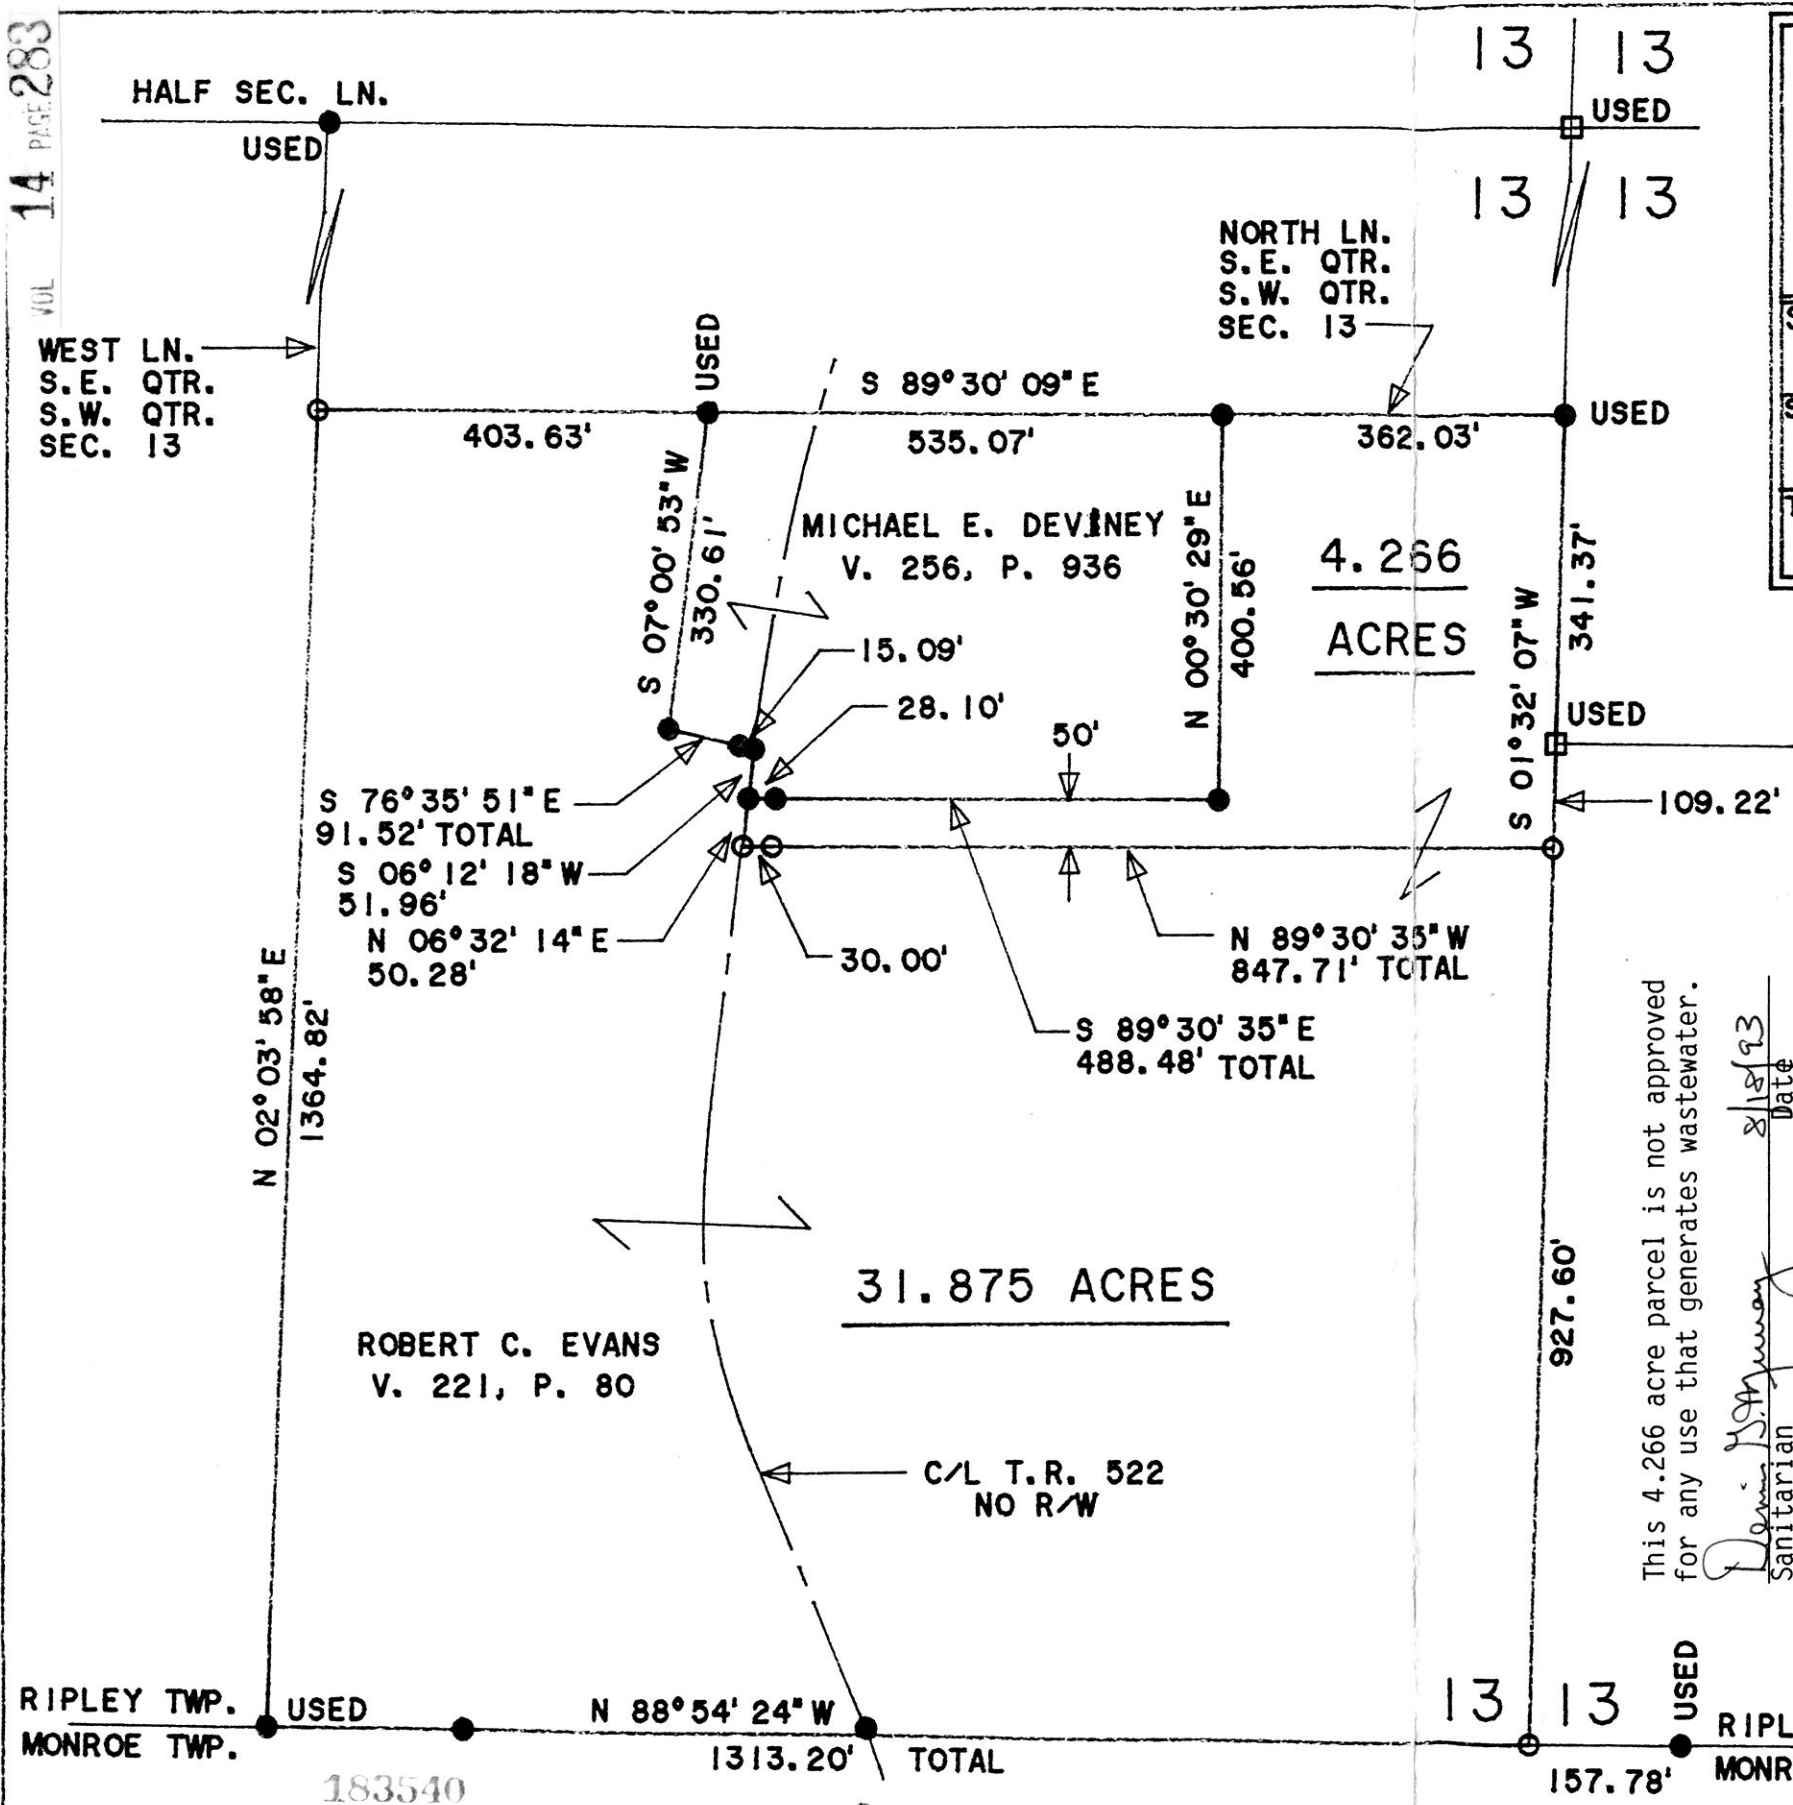 VOL 14 PAGE 283
HALF SEC. LN.
USED
13 13
USED
13 13
NORTH LN.
S.E. QTR.
S.W. QTR.
SEC. 13
WEST LN.
S.E. QTR.
S.W. QTR.
SEC. 13
USED
S 89°30'09"E
USED
403.63'
535.07'
362.03'
S 07°00'53"W
330.61'
MICHAEL E. DEVINEY
V. 256, P. 936
N 00°30'29"E
400.56'
4.266
ACRES
S 01°32'07"W
341.37'
15.09'
28.10'
50'
USED
109.22'
S 76°35'51"E
91.52' TOTAL
S 06°12'18"W
51.96'
N 06°32'14"E
50.28'
30.00'
N 89°30'35"W
847.71' TOTAL
S 89°30'35"E
488.48' TOTAL
N 02°03'58"E
1364.82'
This 4.266 acre parcel is not approved
for any use that generates wastewater.
8/18/93
Sanitarian Date
927.60'
31.875 ACRES
ROBERT C. EVANS
V. 221, P. 80
C/L T.R. 522
NO R/W
RIPLEY TWP.
MONROE TWP.
USED
N 88°54'24"W
1313.20' TOTAL
13 13
USED
RIPL
MONR
157.78'
183540